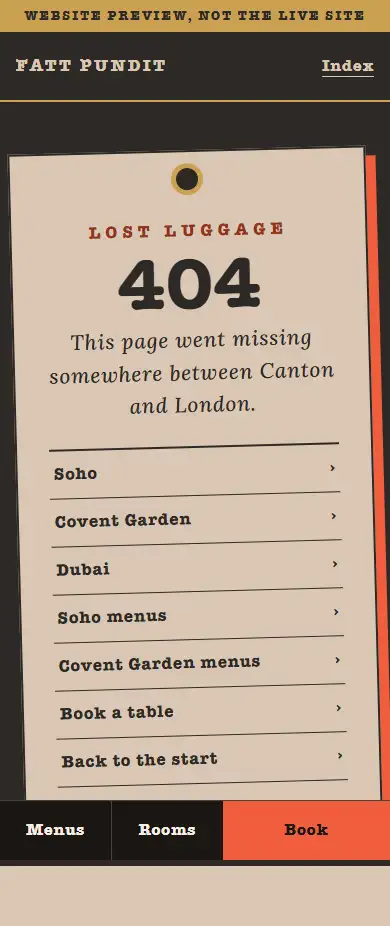 WEBSITE PREVIEW, NOT THE LIVE SITE
FATT PUNDIT
Index
LOST LUGGAGE
404
This page went missing
somewhere between Canton
and London.
Soho ›
Covent Garden ›
Dubai ›
Soho menus ›
Covent Garden menus ›
Book a table ›
Back to the start ›
Menus
Rooms
Book